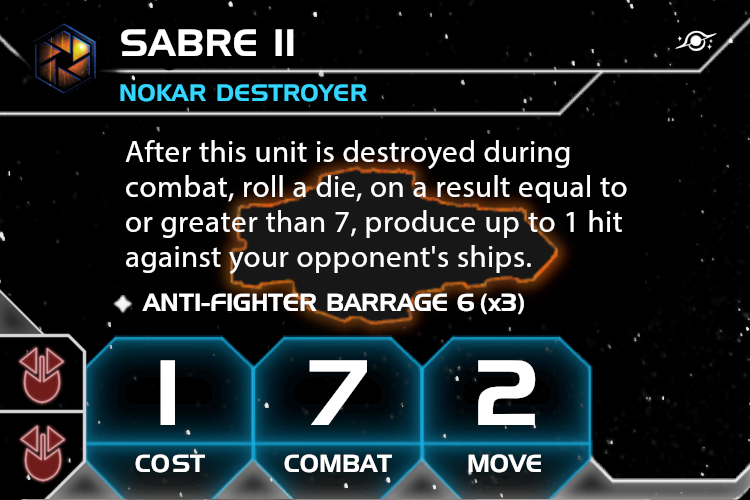 SABRE II
NOKAR DESTROYER
After this unit is destroyed during
combat, roll a die, on a result equal to
or greater than 7, produce up to 1 hit
against your opponent's ships.
ANTI-FIGHTER BARRAGE 6 (x3)
1 7 2
COST COMBAT MOVE